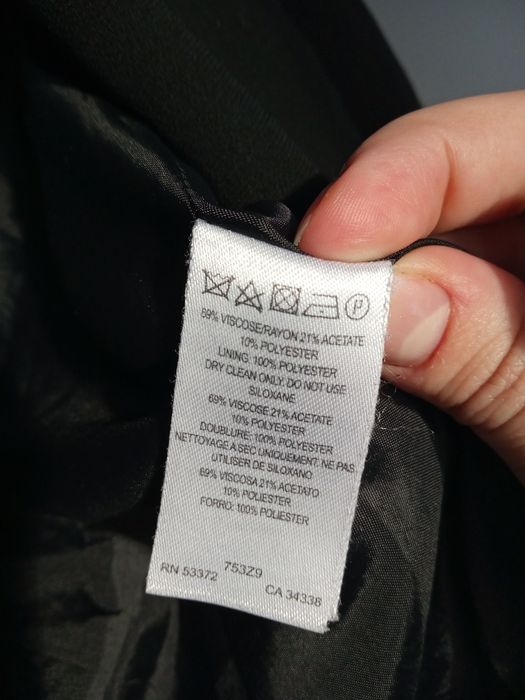 P
69% VISCOSE/RAYON 21% ACETATE
10% POLYESTER
LINING: 100% POLYESTER
DRY CLEAN ONLY. DO NOT USE
SILOXANE
69% VISCOSE 21% ACETATE
10% POLYESTER
DOUBLURE: 100% POLYESTER
NETTOYAGE A SEC UNIQUEMENT. NE PAS
UTILISER DE SILOXANO
69% VISCOSA 21% ACETATO
10% POLIESTER
FORRO: 100% POLIESTER
RN 53372 753Z9 CA 34338